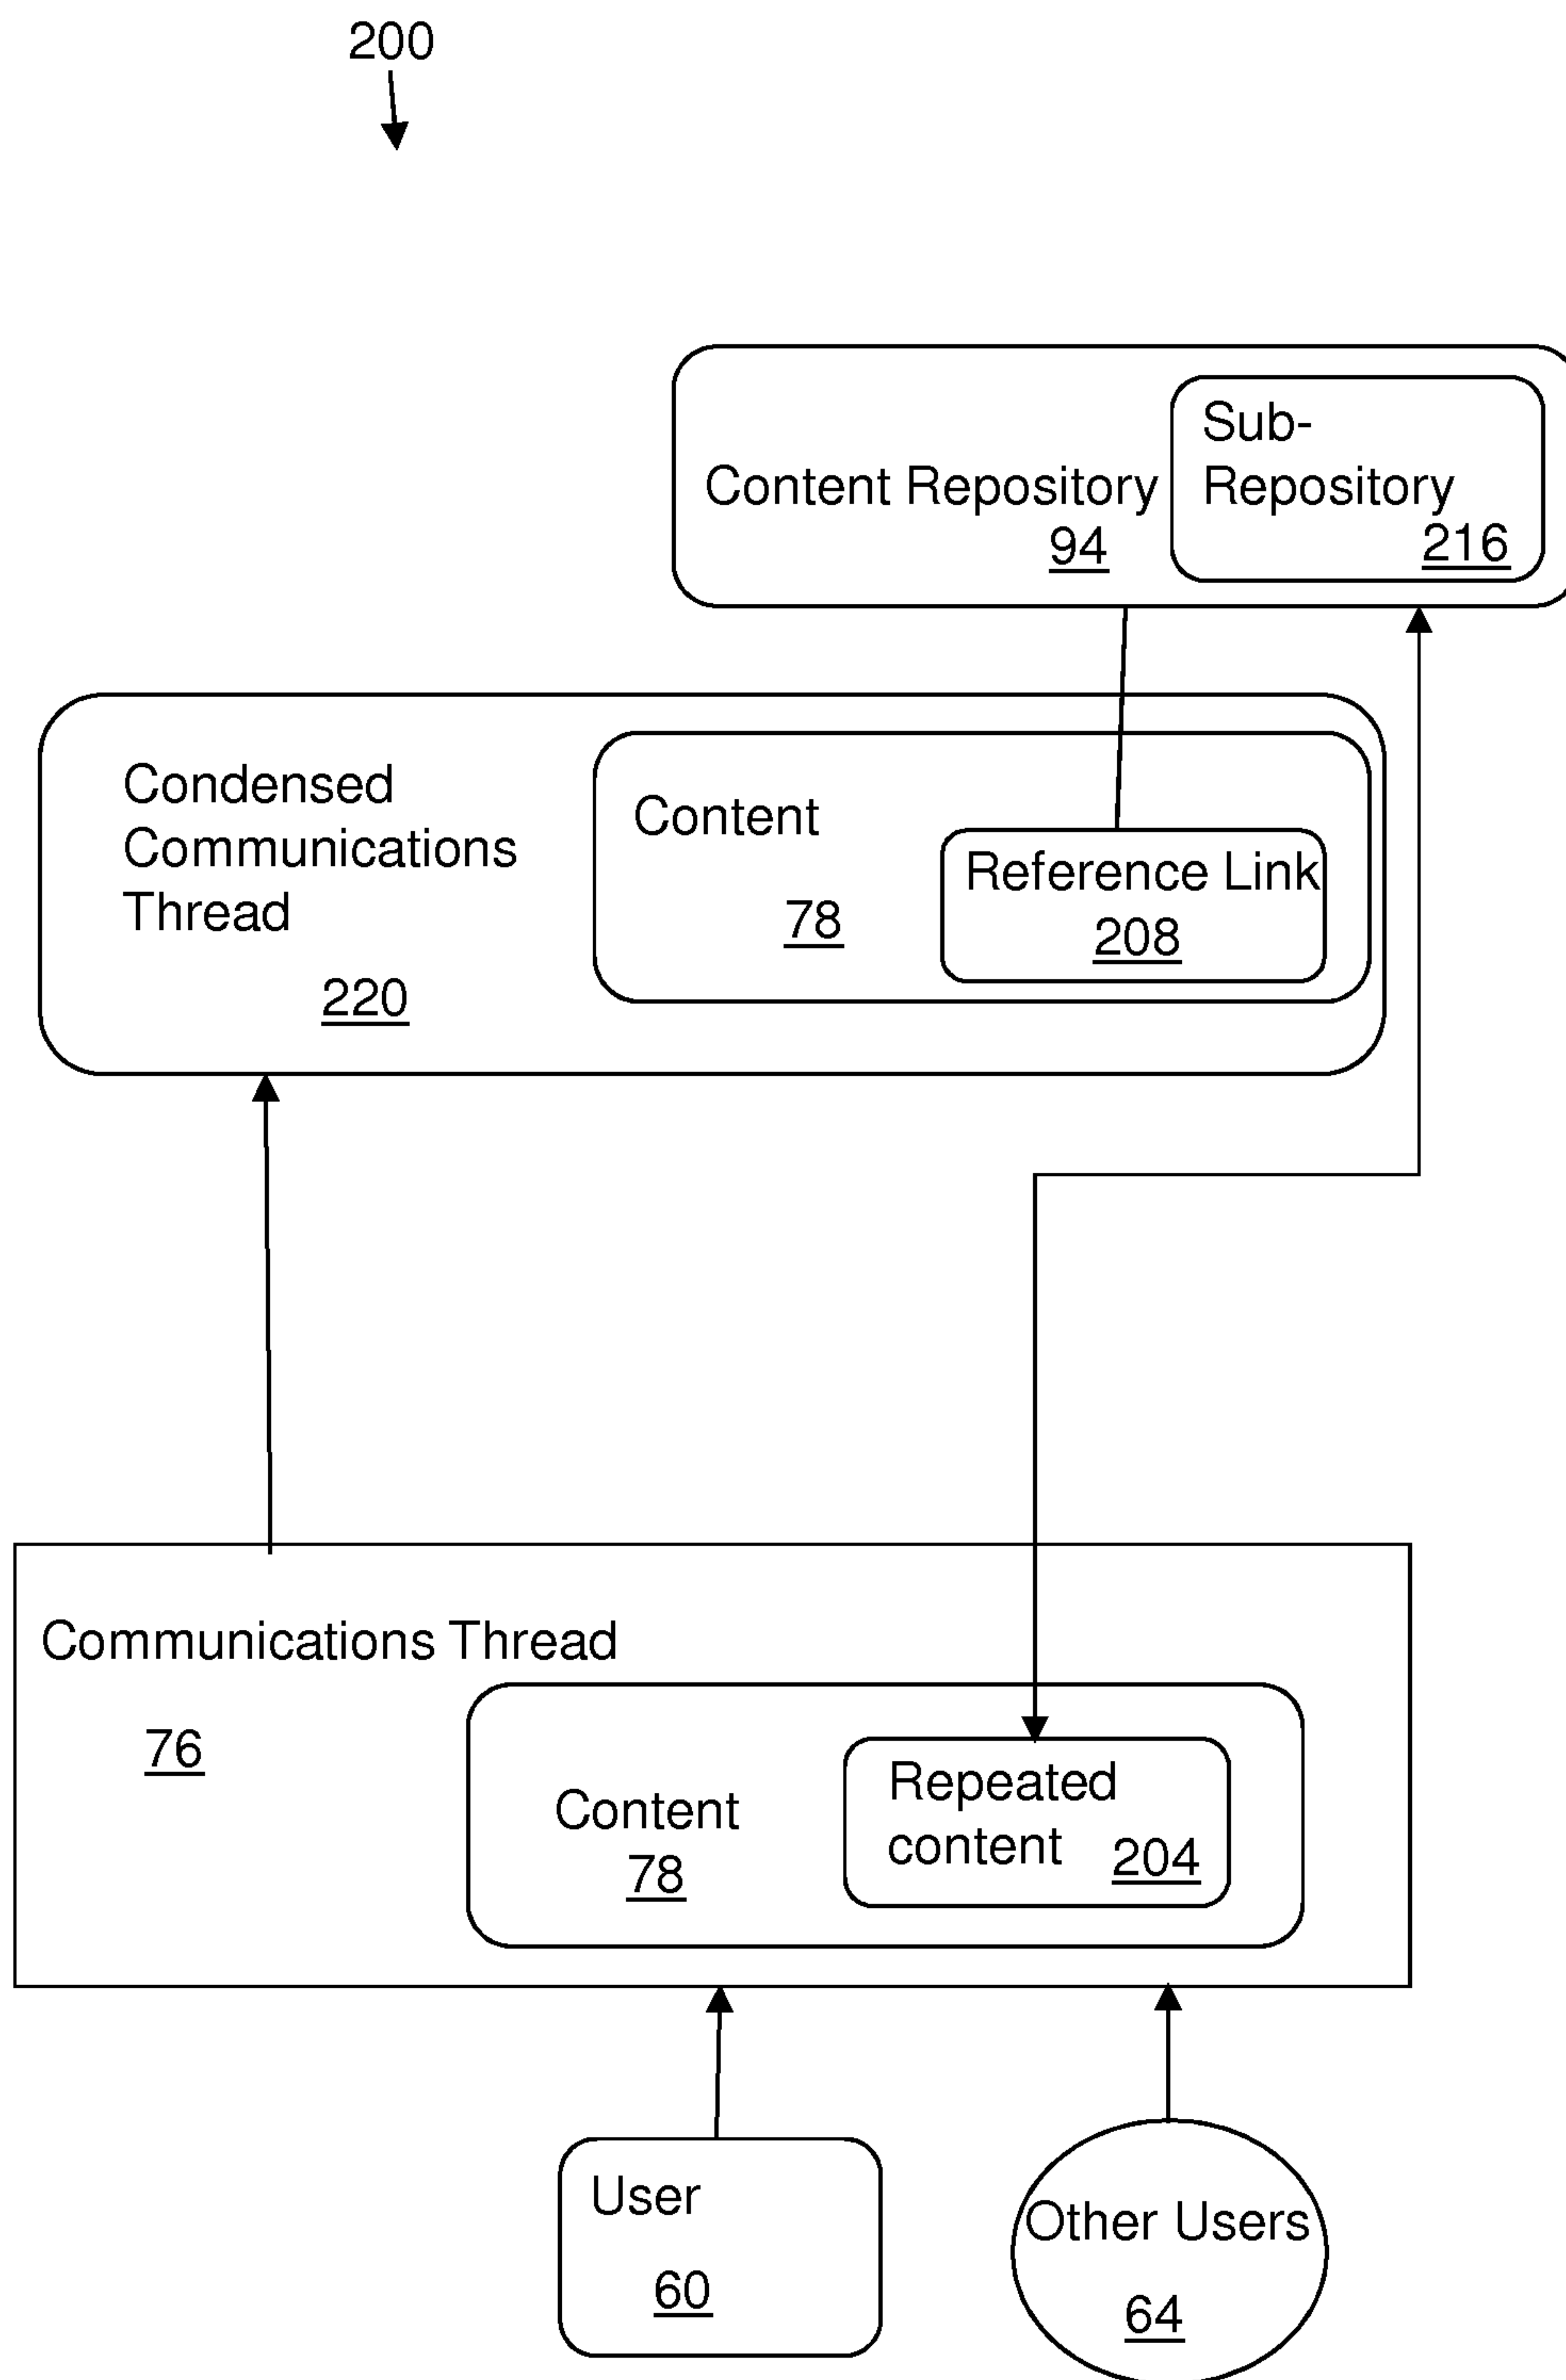 200
Sub-
Content Repository Repository
94
216
Condensed
Communications
Thread
220
Content
78
Reference Link
208
Communications Thread
76
Content
78
Repeated
content 204
User
60
Other Users
64